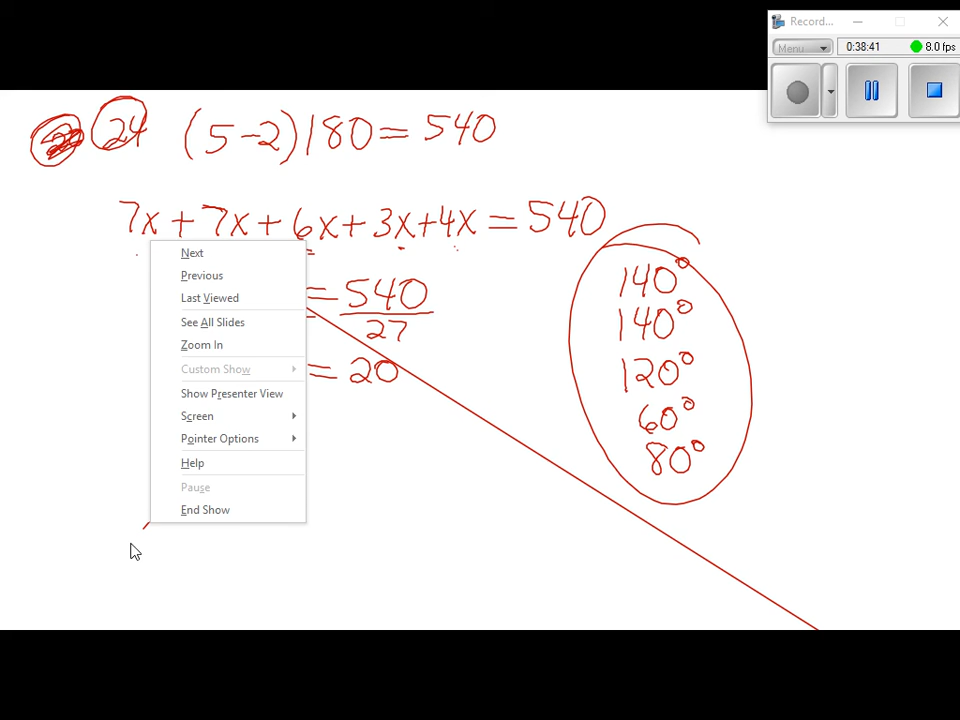 Record...
Menu
0:38:41
8.0 fps
24 (5-2)180=540
7x+7x+6x+3x+4x=540
=540/27
=20
140°
140°
120°
60°
80°
Next
Previous
Last Viewed
See All Slides
Zoom In
Custom Show
Show Presenter View
Screen
Pointer Options
Help
Pause
End Show